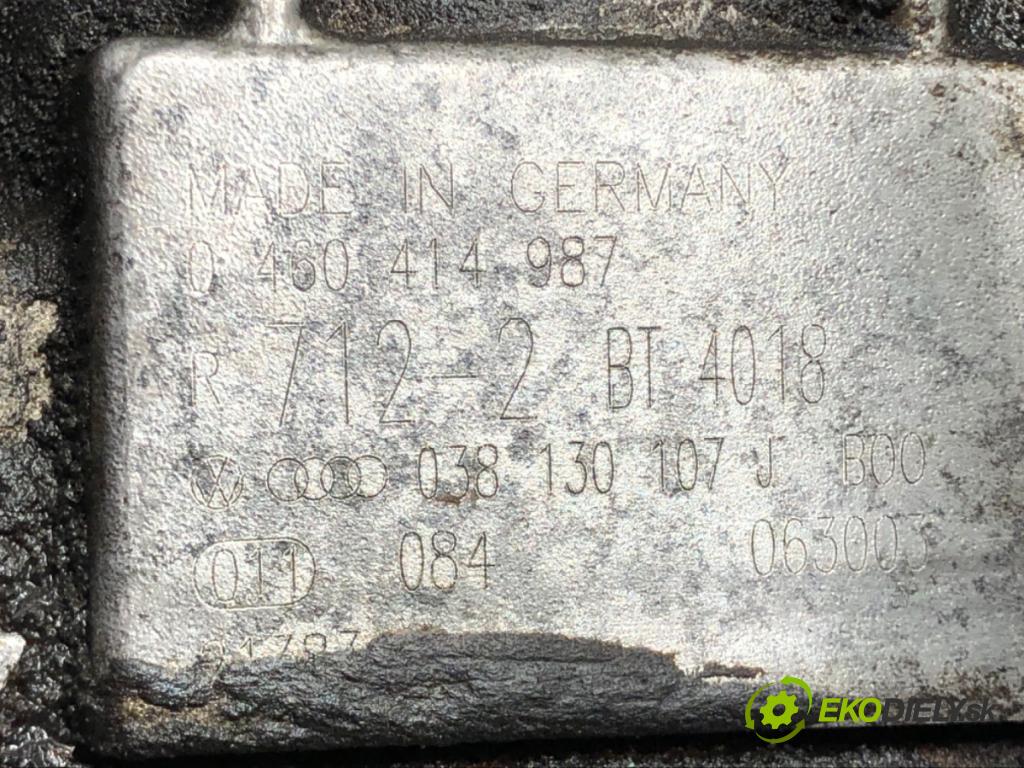 MADE IN GERMANY
0 460 414 987
R 712-2 BT 4018
VW 038 130 107 J B00
011 084 063003
EKODIELY.sk